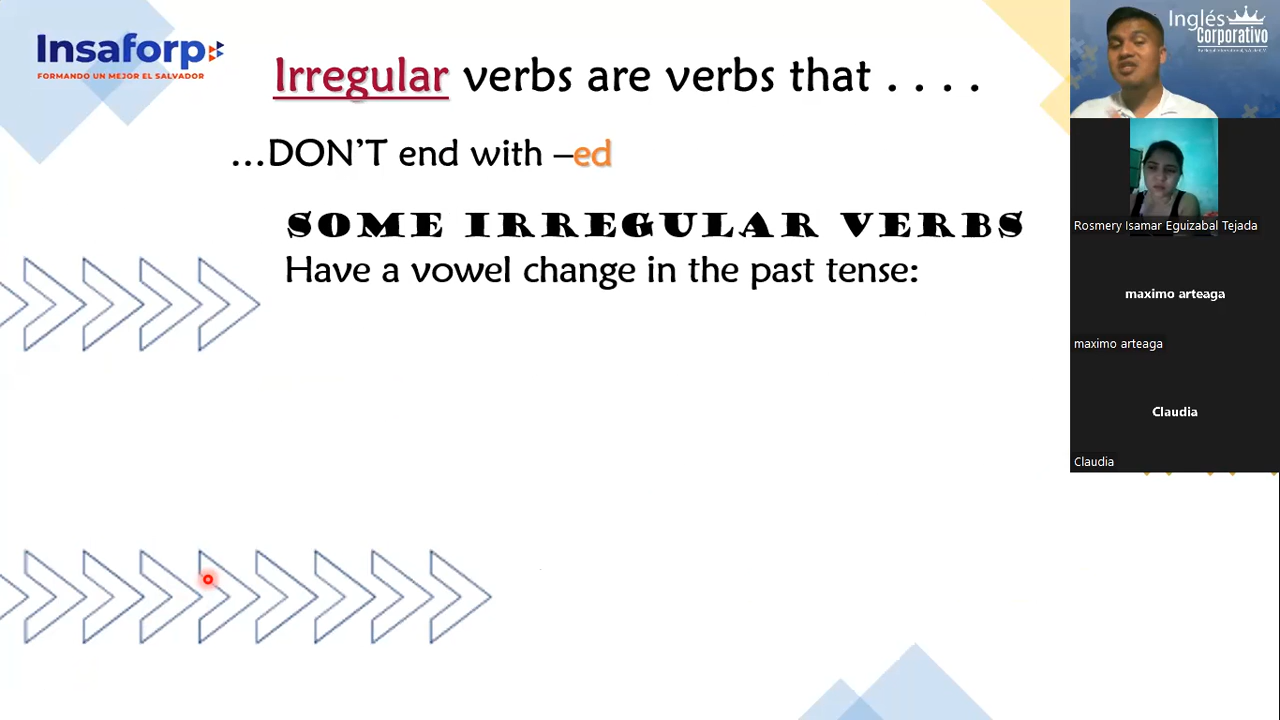 Insaforp
FORMANDO UN MEJOR EL SALVADOR
Irregular verbs are verbs that . . . .
...DON'T end with –ed
SOME IRREGULAR VERBS
Have a vowel change in the past tense:
Inglés
Corporativo
Rosmery Isamar Eguizabal Tejada
maximo arteaga
maximo arteaga
Claudia
Claudia